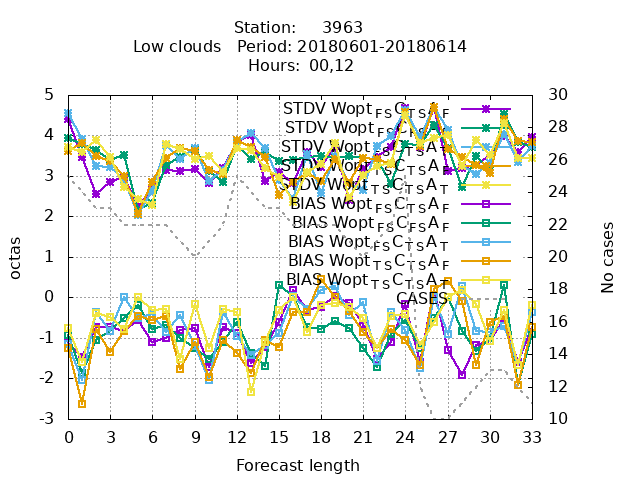 Station: 3963
Low clouds Period: 20180601-20180614
Hours: 00,12
STDV Wopt FS C TS A F
STDV Wopt FS C FS A F
STDV Wopt FS C TS A T
STDV Wopt TS C TS A F
STDV Wopt TS C TS A T
BIAS Wopt FS C TS A F
BIAS Wopt FS C FS A F
BIAS Wopt FS C TS A T
BIAS Wopt TS C TS A F
BIAS Wopt TS C TS A T
CASES
octas
5
4
3
2
1
0
-1
-2
-3
30
28
26
24
22
20
18
16
14
12
10
No cases
0 3 6 9 12 15 18 21 24 27 30 33
Forecast length